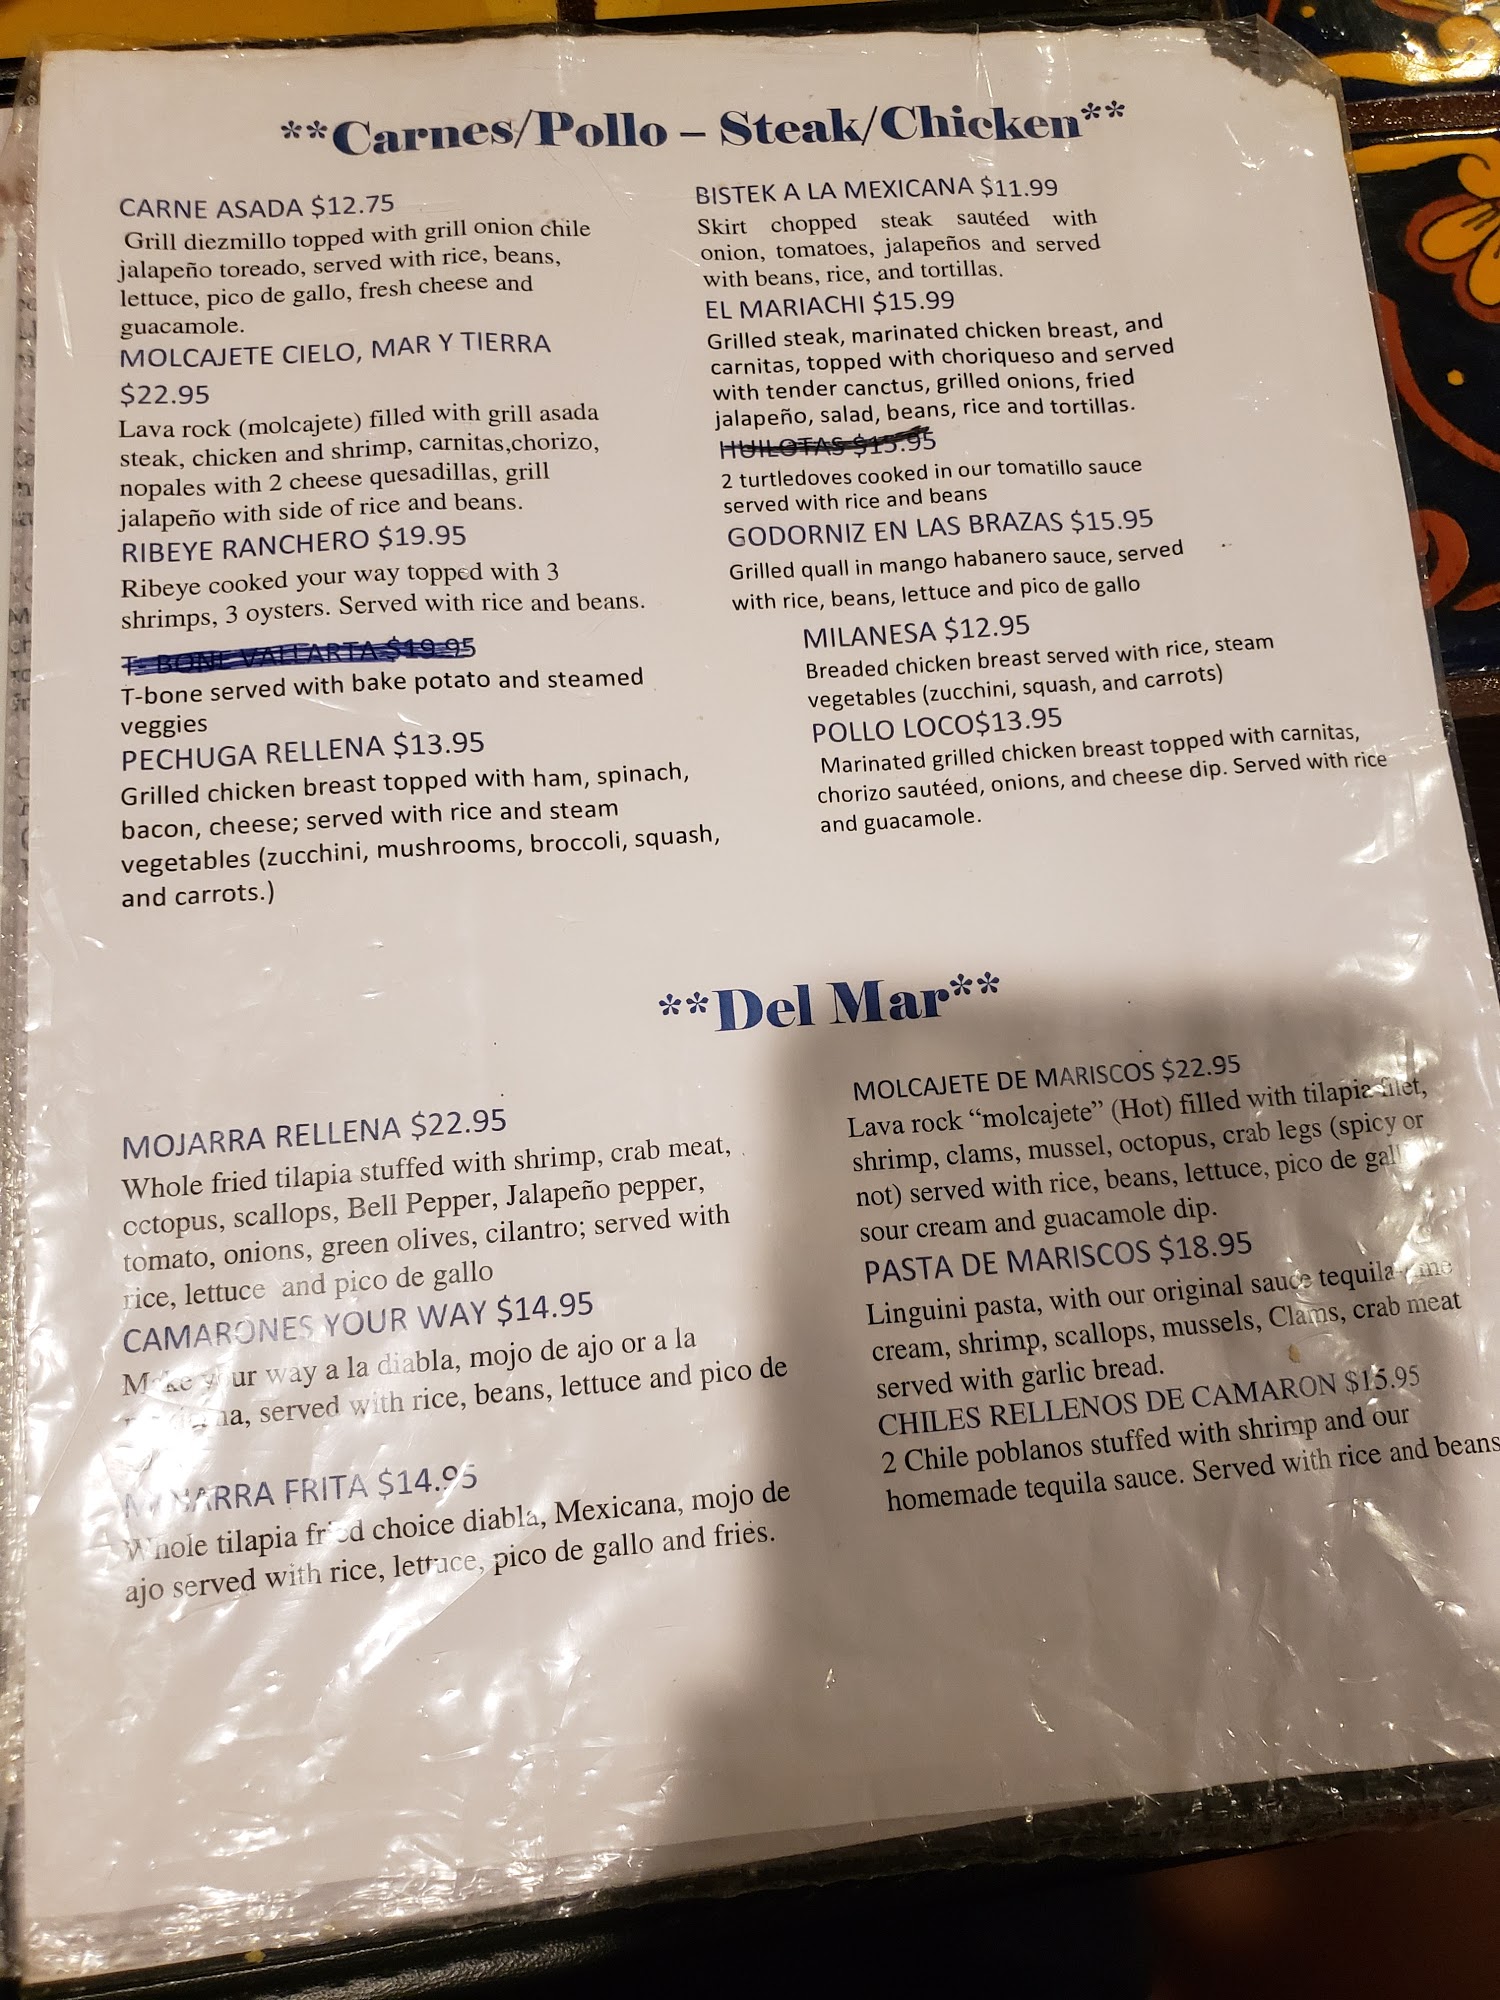 **Carnes/Pollo – Steak/Chicken**
CARNE ASADA $12.75
Grill diezmillo topped with grill onion chile
jalapeño toreado, served with rice, beans,
lettuce, pico de gallo, fresh cheese and
guacamole.
MOLCAJETE CIELO, MAR Y TIERRA
$22.95
Lava rock (molcajete) filled with grill asada
steak, chicken and shrimp, carnitas,chorizo,
nopales with 2 cheese quesadillas, grill
jalapeño with side of rice and beans.
RIBEYE RANCHERO $19.95
Ribeye cooked your way topped with 3
shrimps, 3 oysters. Served with rice and beans.
T- BONE VALLARTA $19.95
T-bone served with bake potato and steamed
veggies
PECHUGA RELLENA $13.95
Grilled chicken breast topped with ham, spinach,
bacon, cheese; served with rice and steam
vegetables (zucchini, mushrooms, broccoli, squash,
and carrots.)
BISTEK A LA MEXICANA $11.99
Skirt chopped steak sautéed with
onion, tomatoes, jalapeños and served
with beans, rice, and tortillas.
EL MARIACHI $15.99
Grilled steak, marinated chicken breast, and
carnitas, topped with choriqueso and served
with tender canctus, grilled onions, fried
jalapeño, salad, beans, rice and tortillas.
HUILOTAS $15.95
2 turtledoves cooked in our tomatillo sauce
served with rice and beans
GODORNIZ EN LAS BRAZAS $15.95
Grilled quall in mango habanero sauce, served
with rice, beans, lettuce and pico de gallo
MILANESA $12.95
Breaded chicken breast served with rice, steam
vegetables (zucchini, squash, and carrots)
POLLO LOCO$13.95
Marinated grilled chicken breast topped with carnitas,
chorizo sautéed, onions, and cheese dip. Served with rice
and guacamole.
**Del Mar**
MOJARRA RELLENA $22.95
Whole fried tilapia stuffed with shrimp, crab meat,
octopus, scallops, Bell Pepper, Jalapeño pepper,
tomato, onions, green olives, cilantro; served with
rice, lettuce and pico de gallo
CAMARONES YOUR WAY $14.95
Make your way a la diabla, mojo de ajo or a la
served with rice, beans, lettuce and pico de
FRITA $14.95
Whole tilapia fried choice diabla, Mexicana, mojo de
ajo served with rice, lettuce, pico de gallo and fries.
MOLCAJETE DE MARISCOS $22.95
Lava rock “molcajete” (Hot) filled with tilapia filet,
shrimp, clams, mussel, octopus, crab legs (spicy or
not) served with rice, beans, lettuce, pico de
sour cream and guacamole dip.
PASTA DE MARISCOS $18.95
Linguini pasta, with our original sauce tequila
cream, shrimp, scallops, mussels, Clams, crab meat
served with garlic bread.
CHILES RELLENOS DE CAMARON $15.95
2 Chile poblanos stuffed with shrimp and our
homemade tequila sauce. Served with rice and beans